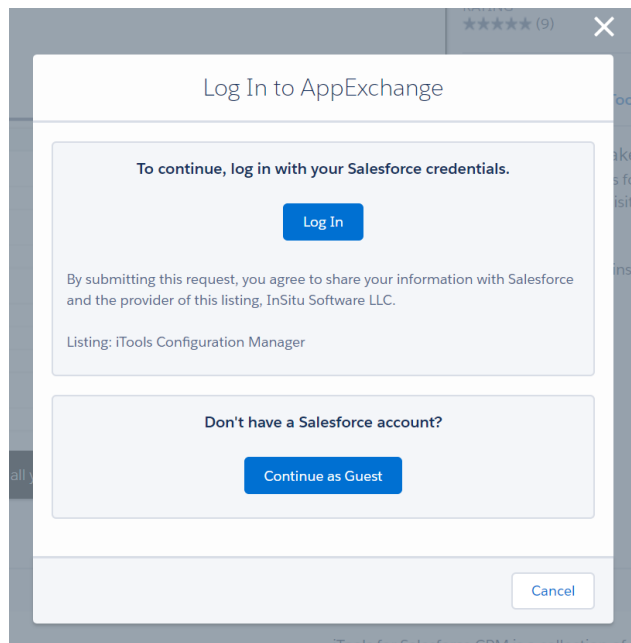 (9)
Log In to AppExchange
To continue, log in with your Salesforce credentials.
Log In
By submitting this request, you agree to share your information with Salesforce
and the provider of this listing, InSitu Software LLC.
Listing: iTools Configuration Manager
Don't have a Salesforce account?
Continue as Guest
all
Cancel